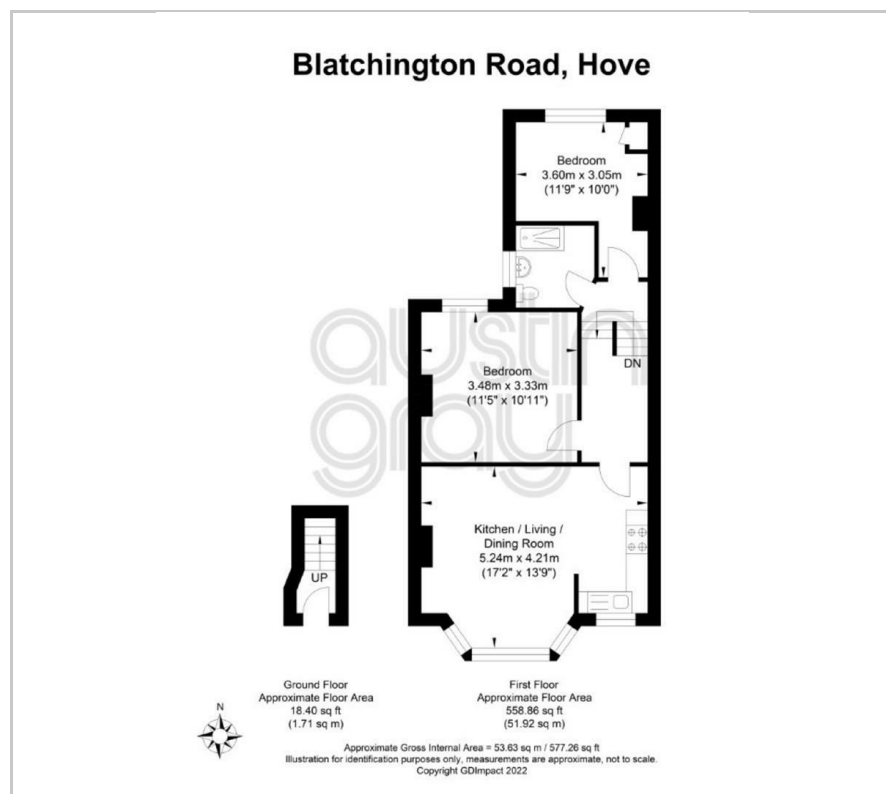 Blatchington Road, Hove
Bedroom
3.60m x 3.05m
(11'9" x 10'0")
austin
gray
Bedroom
3.48m x 3.33m
(11'5" x 10'11")
DN
Kitchen / Living /
Dining Room
5.24m x 4.21m
(17'2" x 13'9")
UP
Ground Floor
Approximate Floor Area
18.40 sq ft
(1.71 sq m)
First Floor
Approximate Floor Area
558.86 sq ft
(51.92 sq m)
N
Approximate Gross Internal Area = 53.63 sq m / 577.26 sq ft
Illustration for identification purposes only, measurements are approximate, not to scale.
Copyright GDImpact 2022